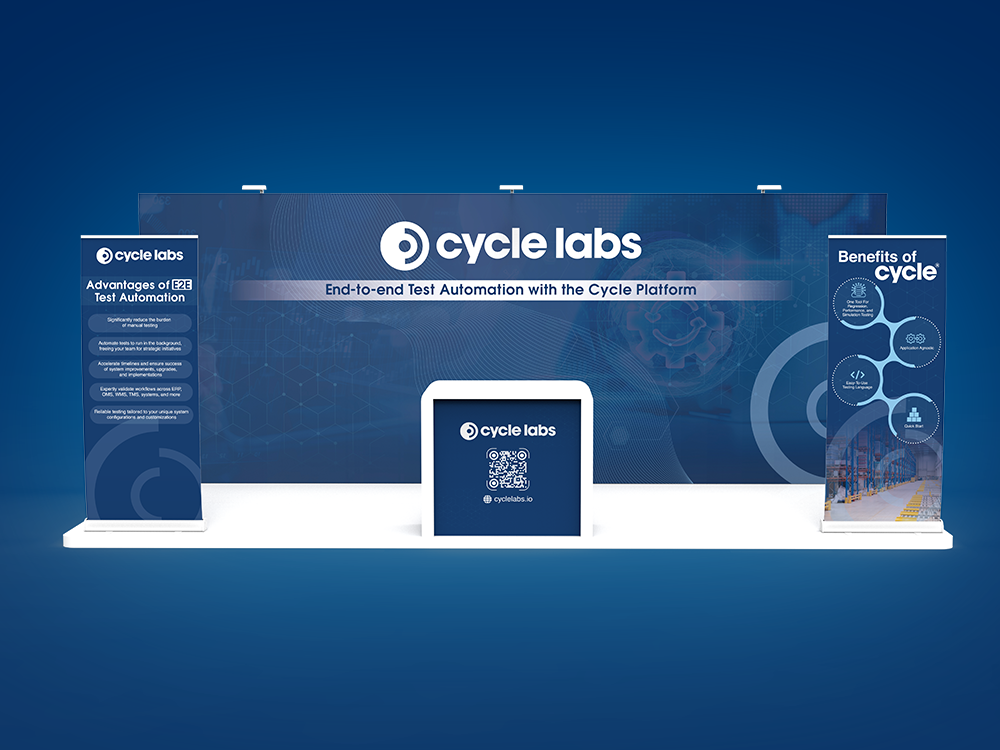 cycle labs
End-to-end Test Automation with the Cycle Platform
cycle labs
Advantages of E2E
Test Automation
Significantly reduce the burden
of manual testing
Automate tests to run in the background,
freeing your team for strategic initiatives
Accelerate timelines and ensure success
of system improvements, upgrades,
and implementations
Expertly validate workflows across ERP,
OMS, WMS, TMS, systems, and more
Reliable testing tailored to your unique system
configurations and customizations
cycle labs
cyclelabs.io
Benefits of
cycle®
One Tool For
Regression,
Performance, and
Simulation Testing
Application Agnostic
Easy-To-Use
Testing Language
Quick Start